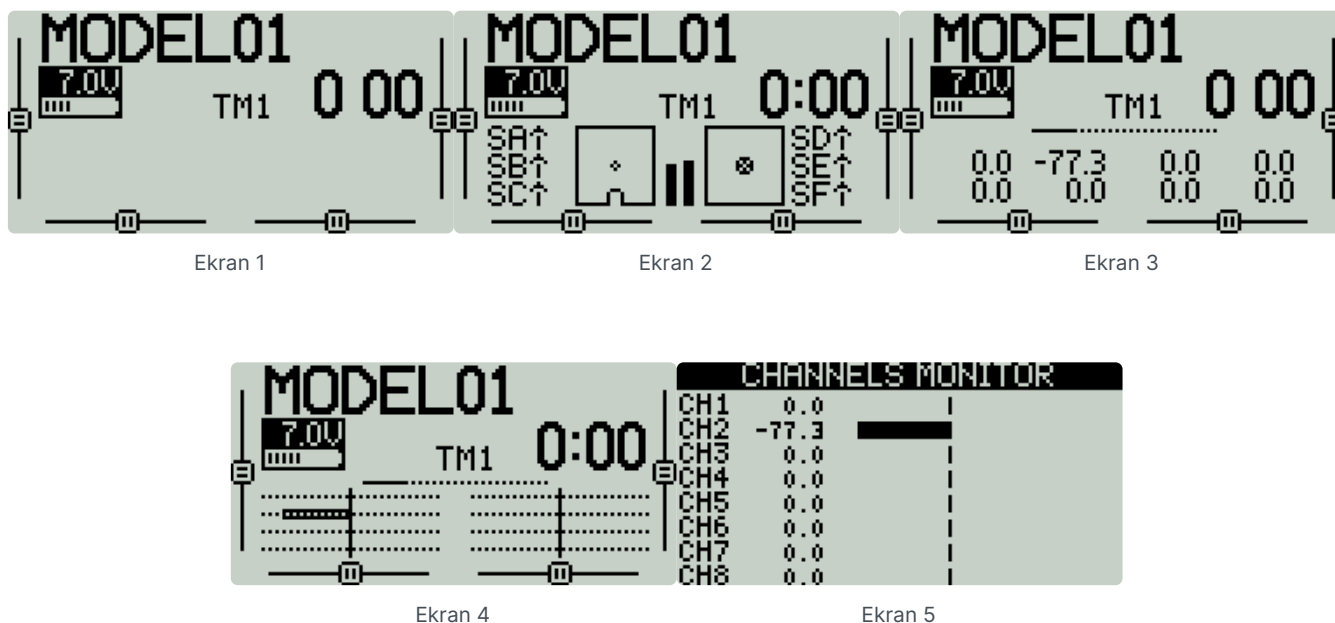 MODEL01
7.0V
TM1 0 00
Ekran 1
MODEL01
7.0V
TM1 0:00
SA↑ SD↑
SB↑ SE↑
SC↑ SF↑
Ekran 2
MODEL01
7.0V
TM1 0 00
0.0 -77.3 0.0 0.0
0.0 0.0 0.0 0.0
Ekran 3
MODEL01
7.0V
TM1 0:00
Ekran 4
CHANNELS MONITOR
CH1 0.0
CH2 -77.3
CH3 0.0
CH4 0.0
CH5 0.0
CH6 0.0
CH7 0.0
CH8 0.0
Ekran 5